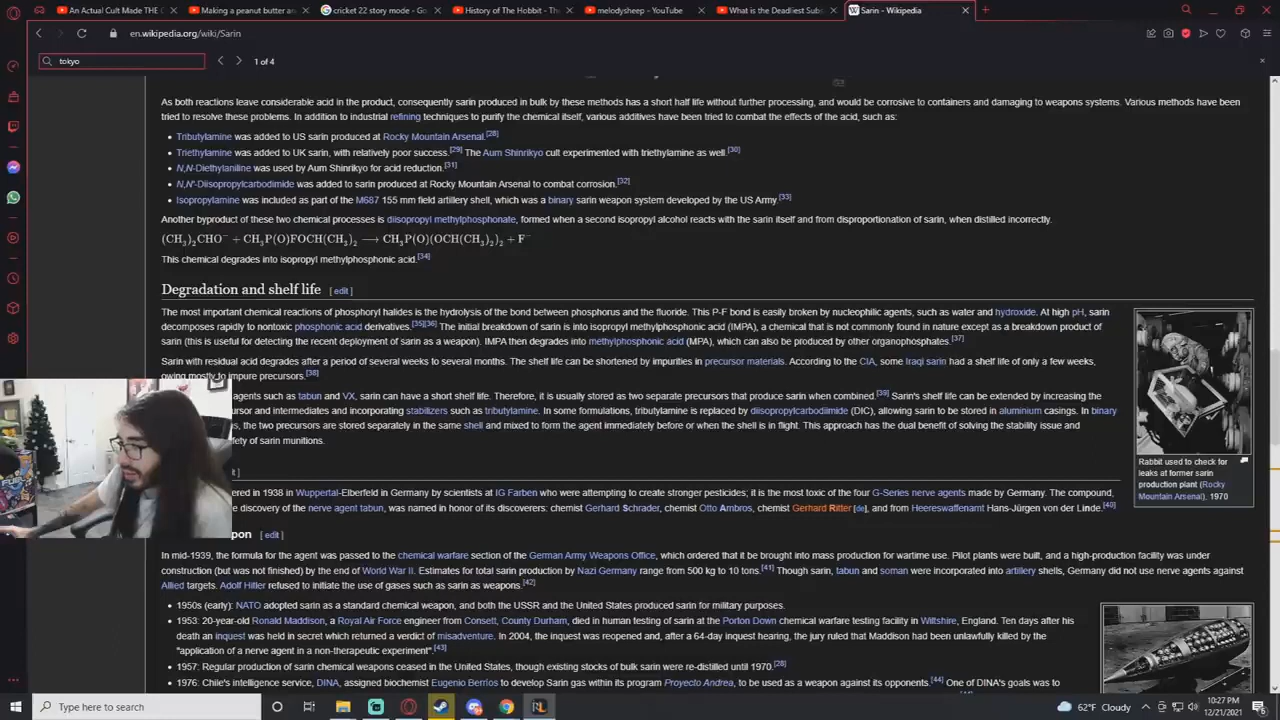 An Actual Cult Made THE C
Making a peanut butter an
cricket 22 story mode - Go
History of The Hobbit -
melodysheep - YouTube
What is the Deadliest Sub
Sarin - Wikipedia
en.wikipedia.org/wiki/Sarin
tokyo
1 of 4
As both reactions leave considerable acid in the product, consequently sarin produced in bulk by these methods has a short half life without further processing, and would be corrosive to containers and damaging to weapons systems. Various methods have been
tried to resolve these problems. In addition to industrial refining techniques to purify the chemical itself, various additives have been tried to combat the effects of the acid, such as:
• Tributylamine was added to US sarin produced at Rocky Mountain Arsenal.[28]
• Triethylamine was added to UK sarin, with relatively poor success.[29] The Aum Shinrikyo cult experimented with triethylamine as well.[30]
• N,N-Diethylaniline was used by Aum Shinrikyo for acid reduction.[31]
• N,N′-Diisopropylcarbodimide was added to sarin produced at Rocky Mountain Arsenal to combat corrosion.[32]
• Isopropylamine was included as part of the M687 155 mm field artillery shell, which was a binary sarin weapon system developed by the US Army.[33]
Another byproduct of these two chemical processes is diisopropyl methylphosphonate, formed when a second isopropyl alcohol reacts with the sarin itself and from disproportionation of sarin, when distilled incorrectly.
(CH3)2CHO− + CH3P(O)FOCH(CH3)2 ⟶ CH3P(O)(OCH(CH3)2)2 + F−
This chemical degrades into isopropyl methylphosphonic acid.[34]
Degradation and shelf life [ edit ]
The most important chemical reactions of phosphoryl halides is the hydrolysis of the bond between phosphorus and the fluoride. This P-F bond is easily broken by nucleophilic agents, such as water and hydroxide. At high pH, sarin
decomposes rapidly to nontoxic phosphonic acid derivatives.[35][36] The initial breakdown of sarin is into isopropyl methylphosphonic acid (IMPA), a chemical that is not commonly found in nature except as a breakdown product of
sarin (this is useful for detecting the recent deployment of sarin as a weapon). IMPA then degrades into methylphosphonic acid (MPA), which can also be produced by other organophosphates.[37]
Sarin with residual acid degrades after a period of several weeks to several months. The shelf life can be shortened by impurities in precursor materials. According to the CIA, some Iraqi sarin had a shelf life of only a few weeks,
owing mostly to impure precursors.[38]
agents such as tabun and VX, sarin can have a short shelf life. Therefore, it is usually stored as two separate precursors that produce sarin when combined.[39] Sarin's shelf life can be extended by increasing the
ursor and intermediates and incorporating stabilizers such as tributylamine. In some formulations, tributylamine is replaced by diisopropylcarbodiimide (DIC), allowing sarin to be stored in aluminium casings. In binary
s, the two precursors are stored separately in the same shell and mixed to form the agent immediately before or when the shell is in flight. This approach has the dual benefit of solving the stability issue and
fety of sarin munitions.
Rabbit used to check for
leaks at former sarin
production plant (Rocky
Mountain Arsenal), 1970
it ]
ered in 1938 in Wuppertal-Elberfeld in Germany by scientists at IG Farben who were attempting to create stronger pesticides; it is the most toxic of the four G-Series nerve agents made by Germany. The compound,
e discovery of the nerve agent tabun, was named in honor of its discoverers: chemist Gerhard Schrader, chemist Otto Ambros, chemist Gerhard Ritter [de], and from Heereswaffenamt Hans-Jürgen von der Linde.[40]
pon [ edit ]
In mid-1939, the formula for the agent was passed to the chemical warfare section of the German Army Weapons Office, which ordered that it be brought into mass production for wartime use. Pilot plants were built, and a high-production facility was under
construction (but was not finished) by the end of World War II. Estimates for total sarin production by Nazi Germany range from 500 kg to 10 tons.[41] Though sarin, tabun and soman were incorporated into artillery shells, Germany did not use nerve agents against
Allied targets. Adolf Hitler refused to initiate the use of gases such as sarin as weapons.[42]
• 1950s (early): NATO adopted sarin as a standard chemical weapon, and both the USSR and the United States produced sarin for military purposes.
• 1953: 20-year-old Ronald Maddison, a Royal Air Force engineer from Consett, County Durham, died in human testing of sarin at the Porton Down chemical warfare testing facility in Wiltshire, England. Ten days after his
death an inquest was held in secret which returned a verdict of misadventure. In 2004, the inquest was reopened and, after a 64-day inquest hearing, the jury ruled that Maddison had been unlawfully killed by the
"application of a nerve agent in a non-therapeutic experiment".[43]
• 1957: Regular production of sarin chemical weapons ceased in the United States, though existing stocks of bulk sarin were re-distilled until 1970.[28]
• 1976: Chile's intelligence service, DINA, assigned biochemist Eugenio Berríos to develop Sarin gas within its program Proyecto Andrea, to be used as a weapon against its opponents.[44] One of DINA's goals was to
Type here to search
62°F Cloudy
10:27 PM
12/21/2021